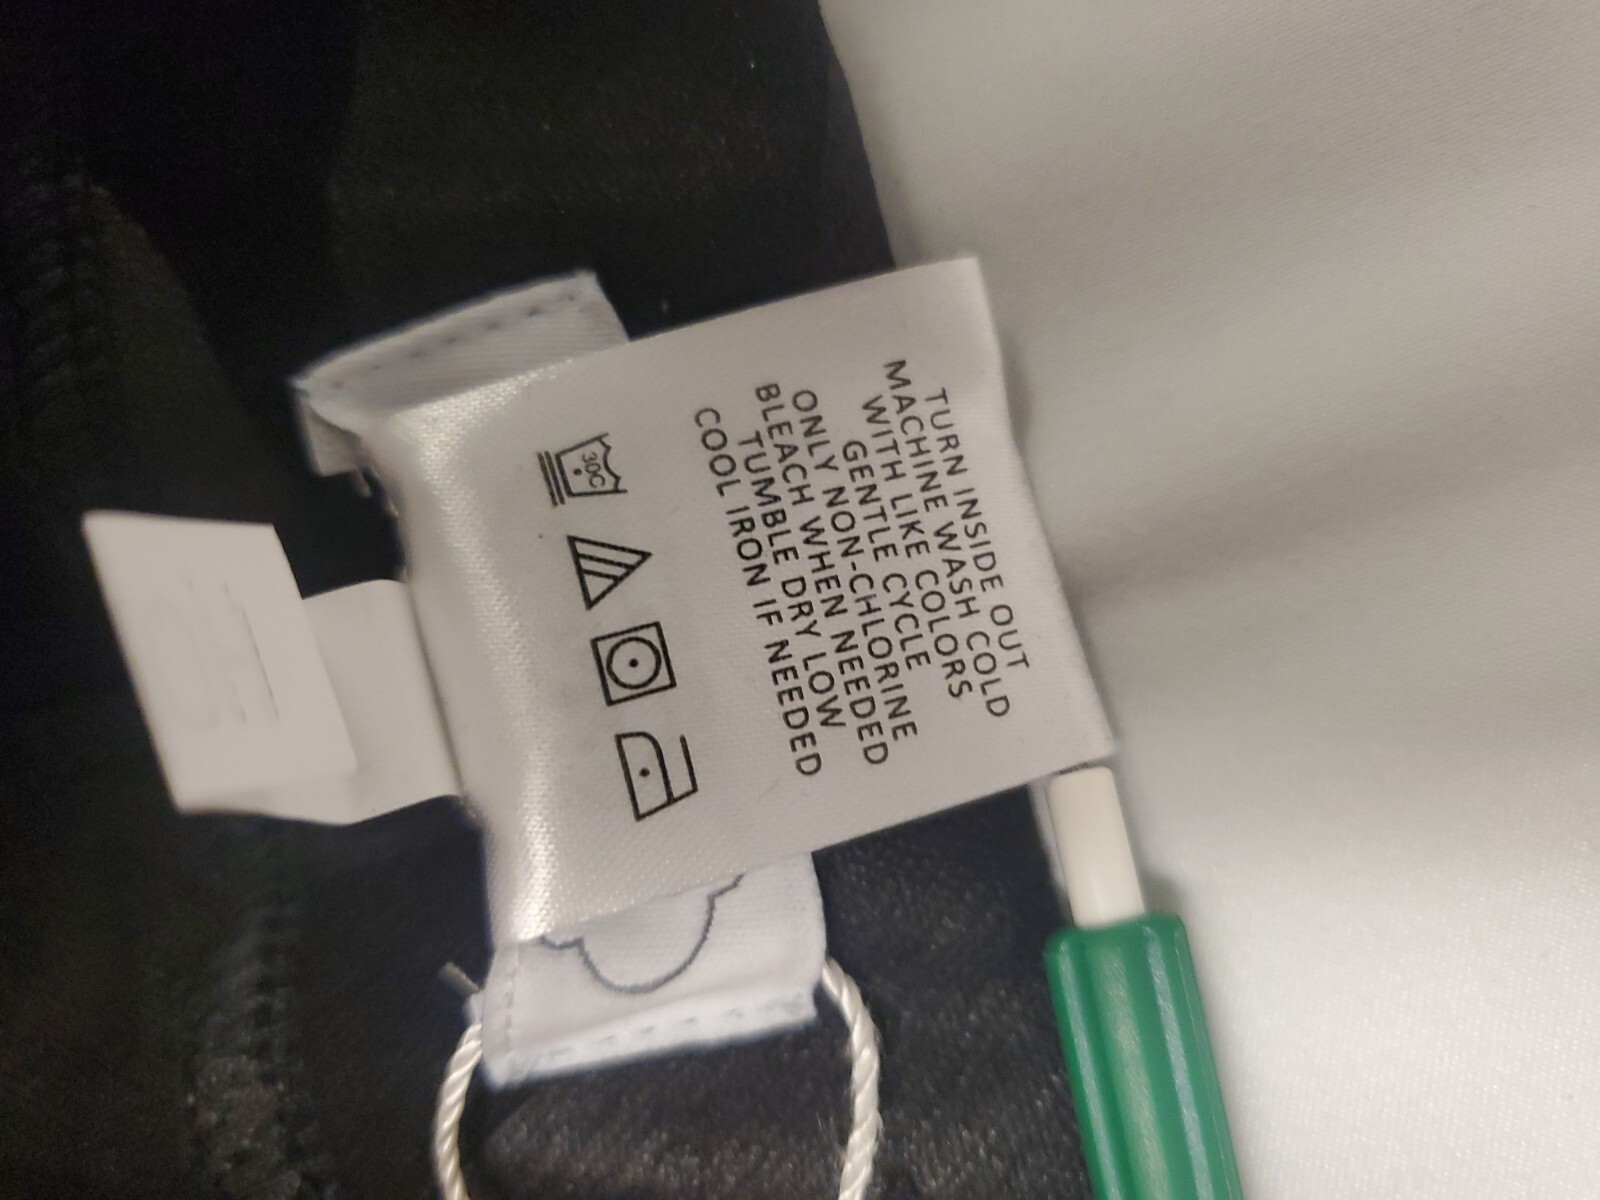 TURN INSIDE OUT
MACHINE WASH COLD
WITH LIKE COLORS
GENTLE CYCLE
ONLY NON-CHLORINE
BLEACH WHEN NEEDED
TUMBLE DRY LOW
COOL IRON IF NEEDED
30C